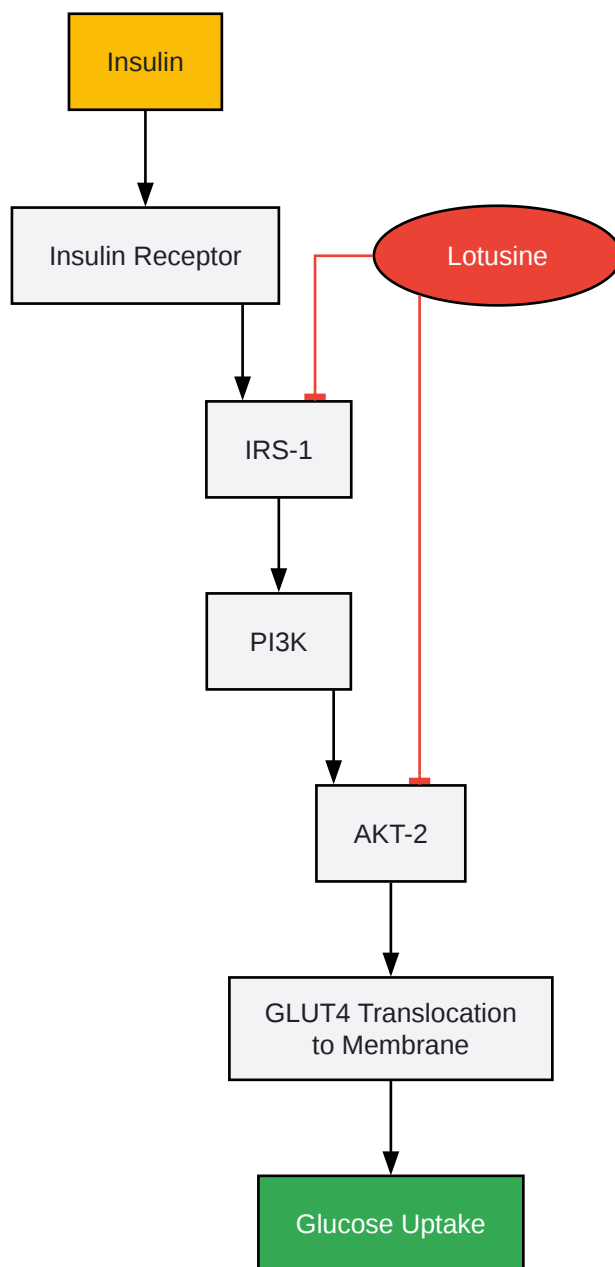 Insulin
Insulin Receptor
Lotusine
IRS-1
PI3K
AKT-2
GLUT4 Translocation
to Membrane
Glucose Uptake